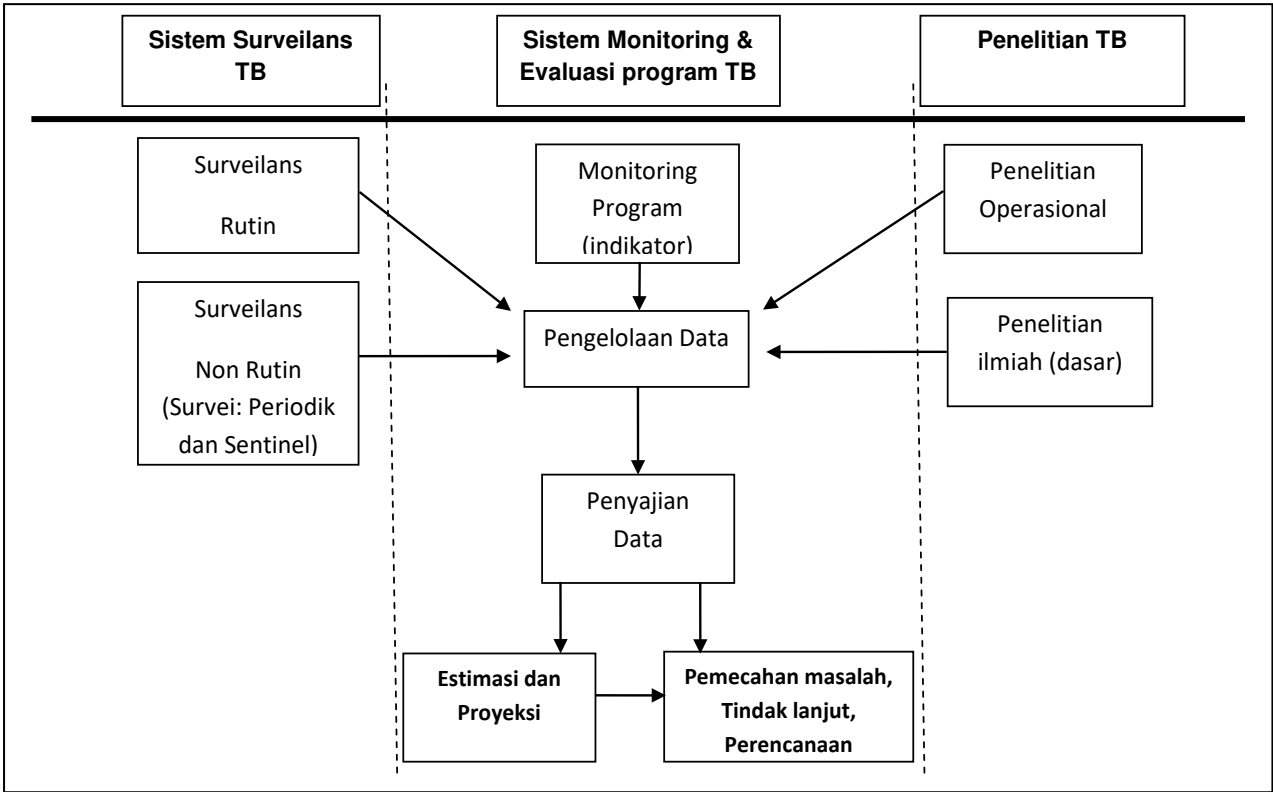 Sistem Surveilans
TB
Sistem Monitoring &
Evaluasi program TB
Penelitian TB
Surveilans
Rutin
Monitoring
Program
(indikator)
Penelitian
Operasional
Surveilans
Non Rutin
(Survei: Periodik
dan Sentinel)
Pengelolaan Data
Penelitian
ilmiah (dasar)
Penyajian
Data
Estimasi dan
Proyeksi
Pemecahan masalah,
Tindak lanjut,
Perencanaan